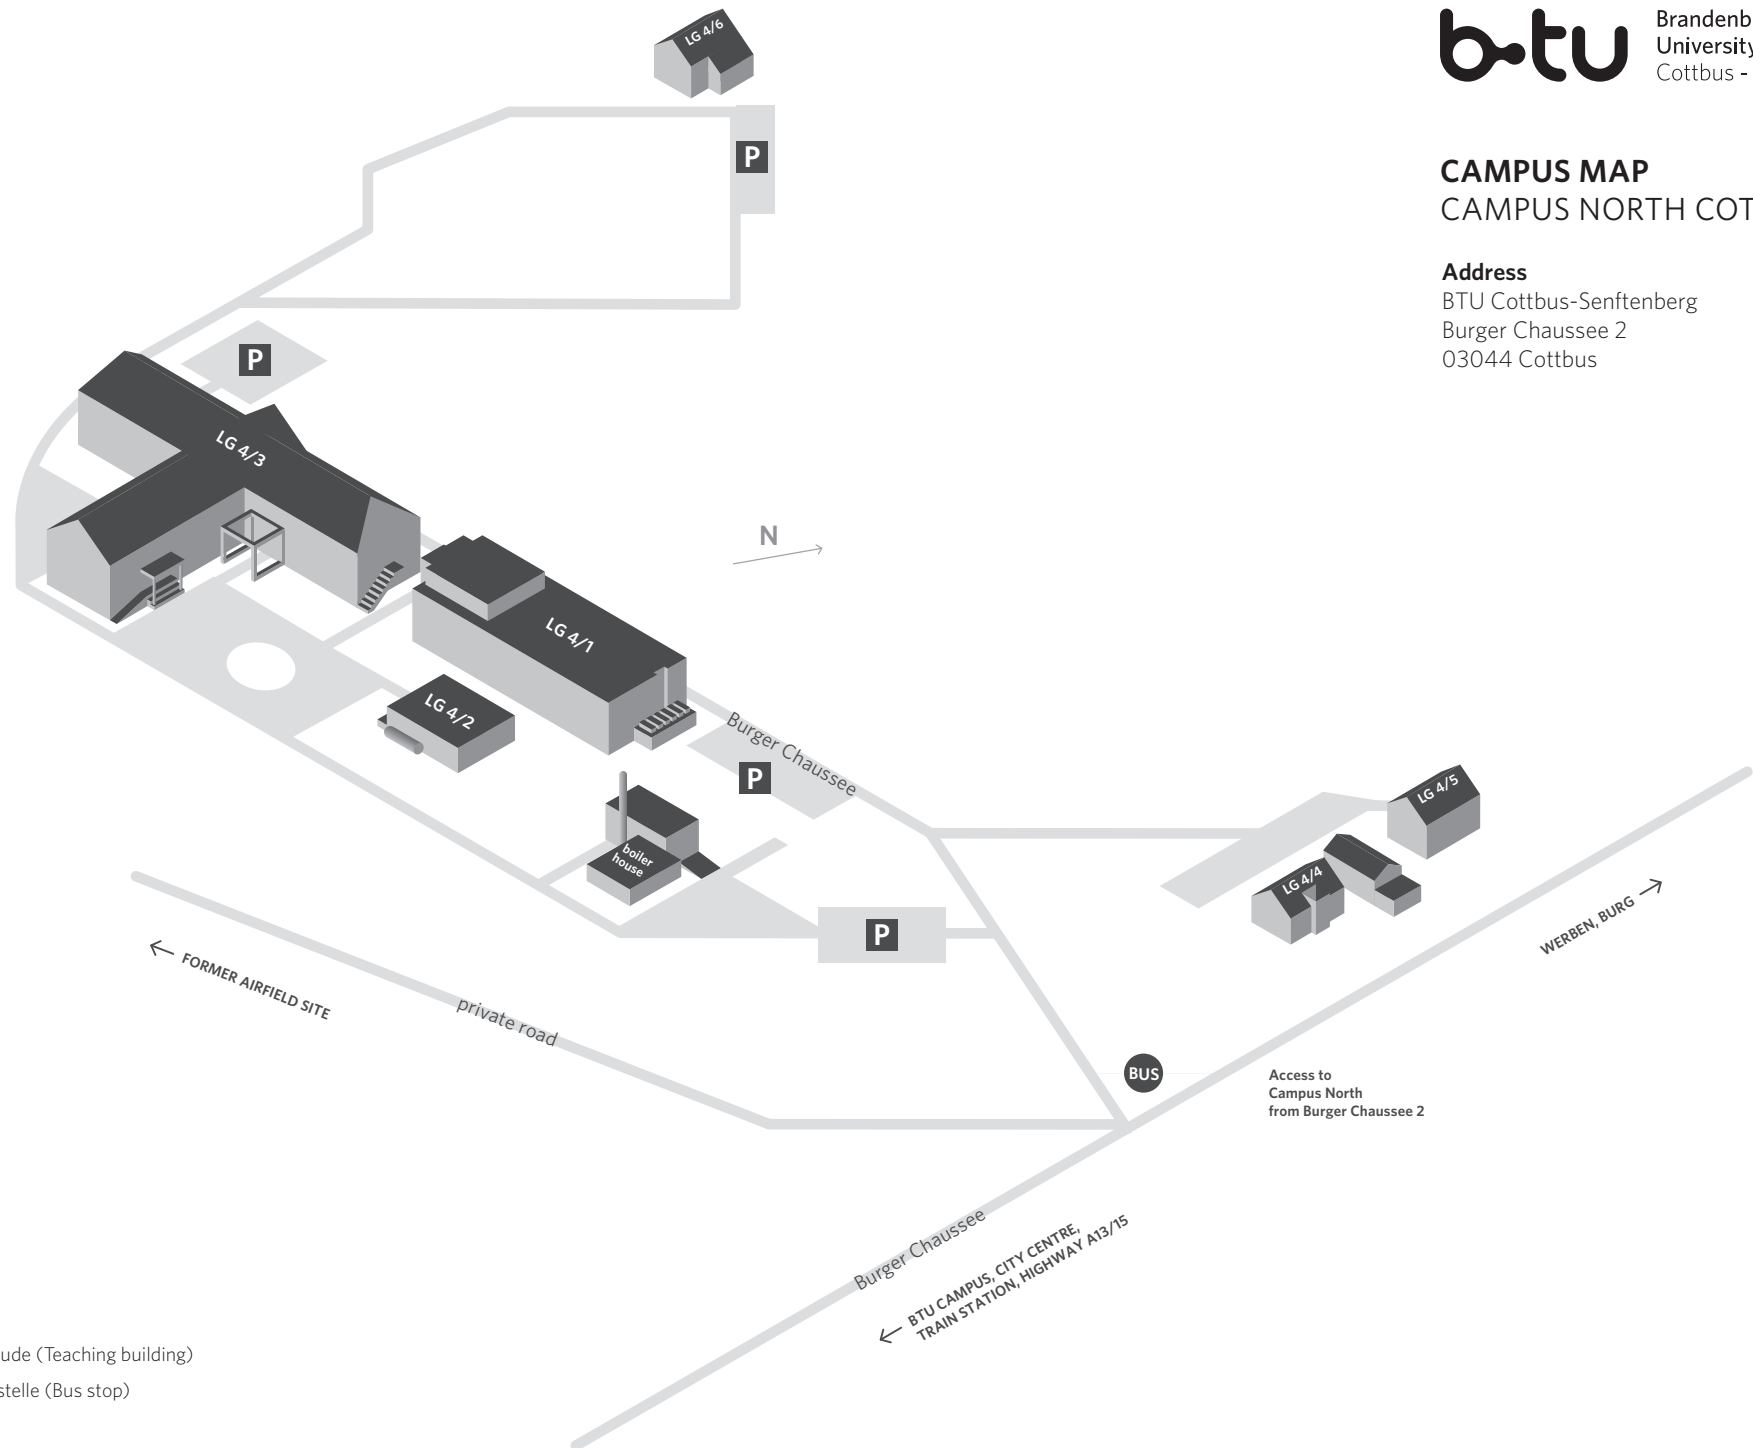 btu
Brandenb
University
Cottbus -
CAMPUS MAP
CAMPUS NORTH COT
Address
BTU Cottbus-Senftenberg
Burger Chaussee 2
03044 Cottbus
LG 4/6
P
P
LG 4/3
N
LG 4/1
LG 4/2
Burger Chaussee
P
boiler
house
LG 4/5
LG 4/4
P
WERBEN, BURG
FORMER AIRFIELD SITE
private road
BUS
Access to
Campus North
from Burger Chaussee 2
Burger Chaussee
BTU CAMPUS, CITY CENTRE,
TRAIN STATION, HIGHWAY A13/15
ude (Teaching building)
stelle (Bus stop)